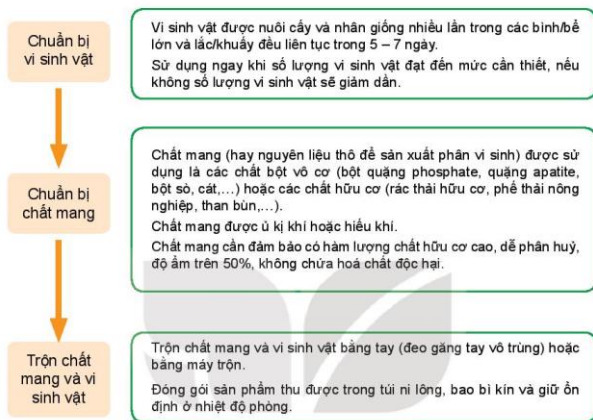 Chuẩn bị
vi sinh vật
Vi sinh vật được nuôi cấy và nhân giống nhiều lần trong các bình/bể
lớn và lắc/khuấy đều liên tục trong 5 – 7 ngày.
Sử dụng ngay khi số lượng vi sinh vật đạt đến mức cần thiết, nếu
không số lượng vi sinh vật sẽ giảm dần.
Chuẩn bị
chất mang
Chất mang (hay nguyên liệu thô để sản xuất phân vi sinh) được sử
dụng là các chất bột vô cơ (bột quặng phosphate, quặng apatite,
bột sò, cát,...) hoặc các chất hữu cơ (rác thải hữu cơ, phế thải nông
nghiệp, than bùn,...).
Chất mang được ủ kị khí hoặc hiếu khí.
Chất mang cần đảm bảo có hàm lượng chất hữu cơ cao, dễ phân huỷ,
độ ẩm trên 50%, không chứa hoá chất độc hại.
Trộn chất
mang và vi
sinh vật
Trộn chất mang và vi sinh vật bằng tay (đeo găng tay vô trùng) hoặc
bằng máy trộn.
Đóng gói sản phẩm thu được trong túi ni lông, bao bì kín và giữ ổn
định ở nhiệt độ phòng.